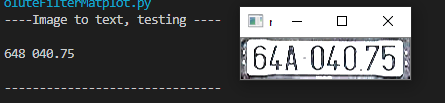 oluteFilterMatplot.py
----Image to text, testing ----
648 040.75
--------------------------------
64A 040.75